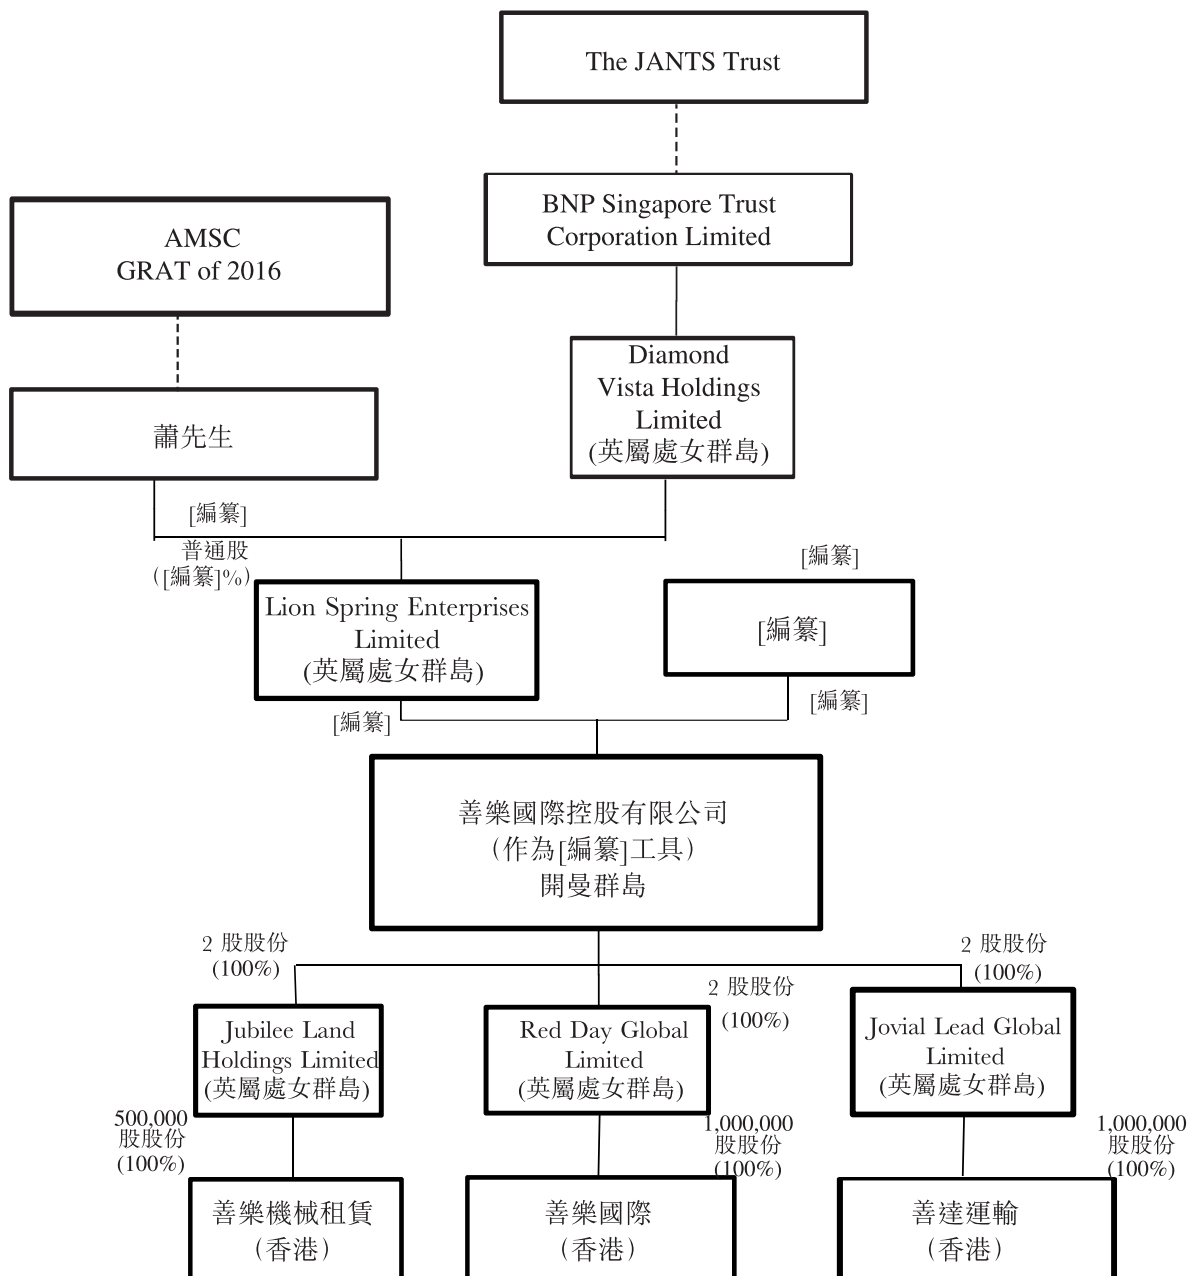 The JANTS Trust
BNP Singapore Trust
Corporation Limited
AMSC
GRAT of 2016
Diamond
Vista Holdings
Limited
(英屬處女群島)
蕭先生
[編纂]
普通股
([編纂]%)
[編纂]
Lion Spring Enterprises
Limited
(英屬處女群島)
[編纂]
[編纂]
[編纂]
善樂國際控股有限公司
(作為[編纂]工具)
開曼群島
2 股股份
(100%)
2 股股份
(100%)
2 股股份
(100%)
Jubilee Land
Holdings Limited
(英屬處女群島)
Red Day Global
Limited
(英屬處女群島)
Jovial Lead Global
Limited
(英屬處女群島)
500,000
股股份
(100%)
1,000,000
股股份
(100%)
1,000,000
股股份
(100%)
善樂機械租賃
(香港)
善樂國際
(香港)
善達運輸
(香港)